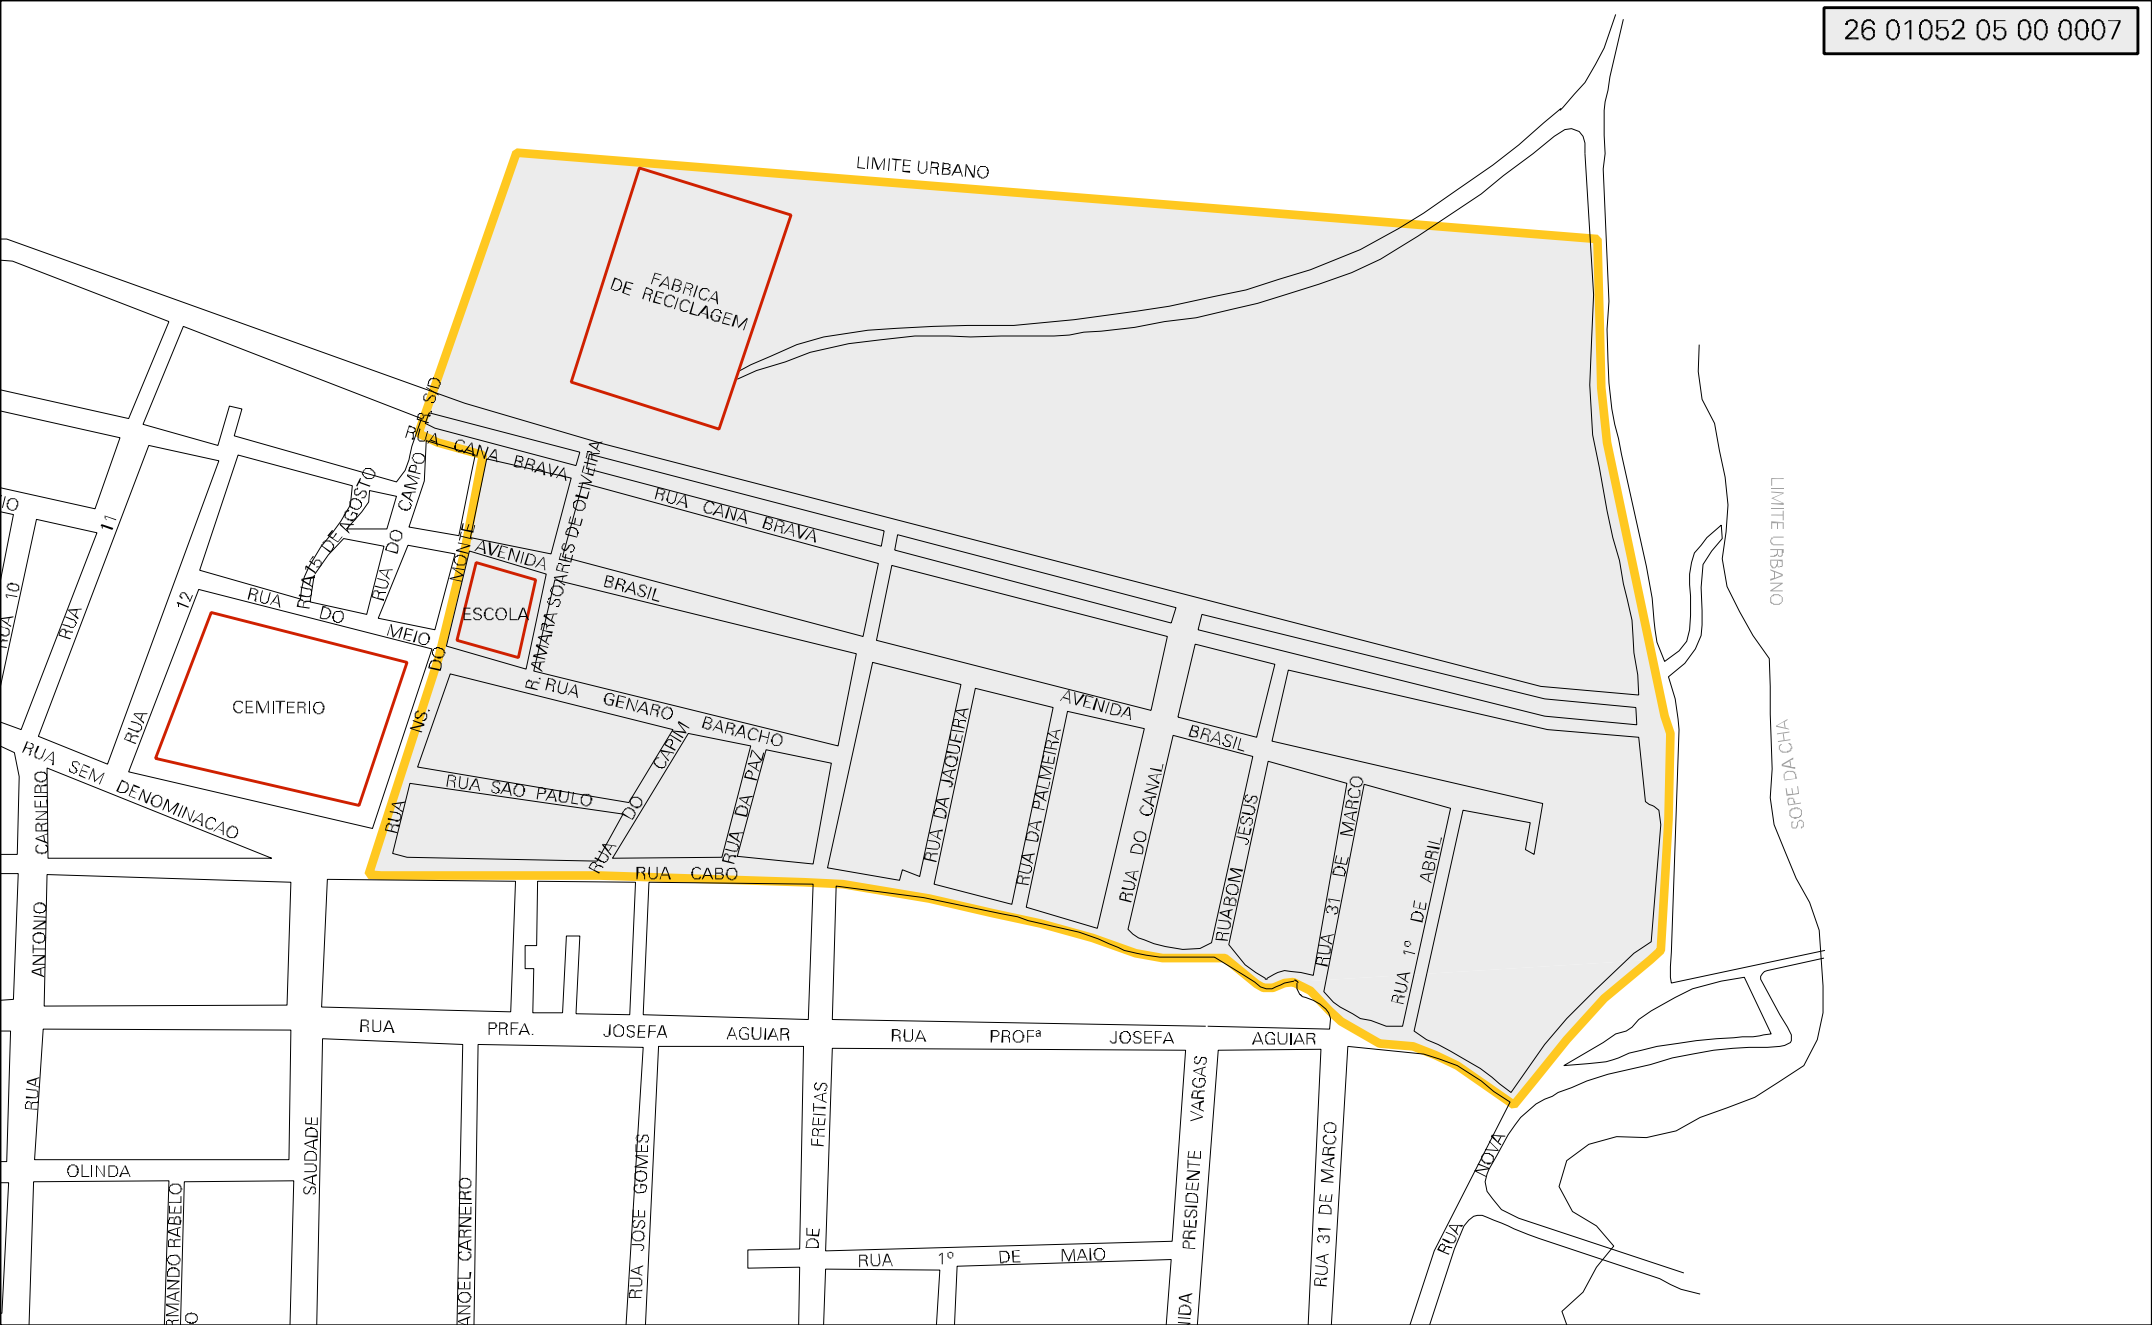 26 01052 05 00 0007
LIMITE URBANO
FABRICA
DE RECICLAGEM
R. S/D
RUA CANA BRAVA
RUA CANA BRAVA
R. AMARA SOARES DE OLIVEIRA
RUA DO CAMPO
RUA 15 DE AGOSTO
AVENIDA BRASIL
ESCOLA
RUA NS. DO MONTE
RUA 10
RUA 11
RUA 12
RUA DO MEIO
CEMITERIO
RUA SEM DENOMINACAO
RUA GENARO BARACHO
RUA SAO PAULO
RUA DO CAPIM
RUA DA PAZ
RUA CABO
RUA DA JAQUEIRA
RUA DA PALMEIRA
AVENIDA BRASIL
RUA DO CANAL
RUA BOM JESUS
RUA 31 DE MARCO
RUA 1º DE ABRIL
LIMITE URBANO
SOPE DA CHA
RUA ANTONIO CARNEIRO
RUA PRFA. JOSEFA AGUIAR
RUA PROFª JOSEFA AGUIAR
OLINDA
SAUDADE
RMANDO RABELO
ANOEL CARNEIRO
RUA JOSE GOMES
DE FREITAS
RUA 1º DE MAIO
NIDA PRESIDENTE VARGAS
RUA 31 DE MARCO
RUA NOVA